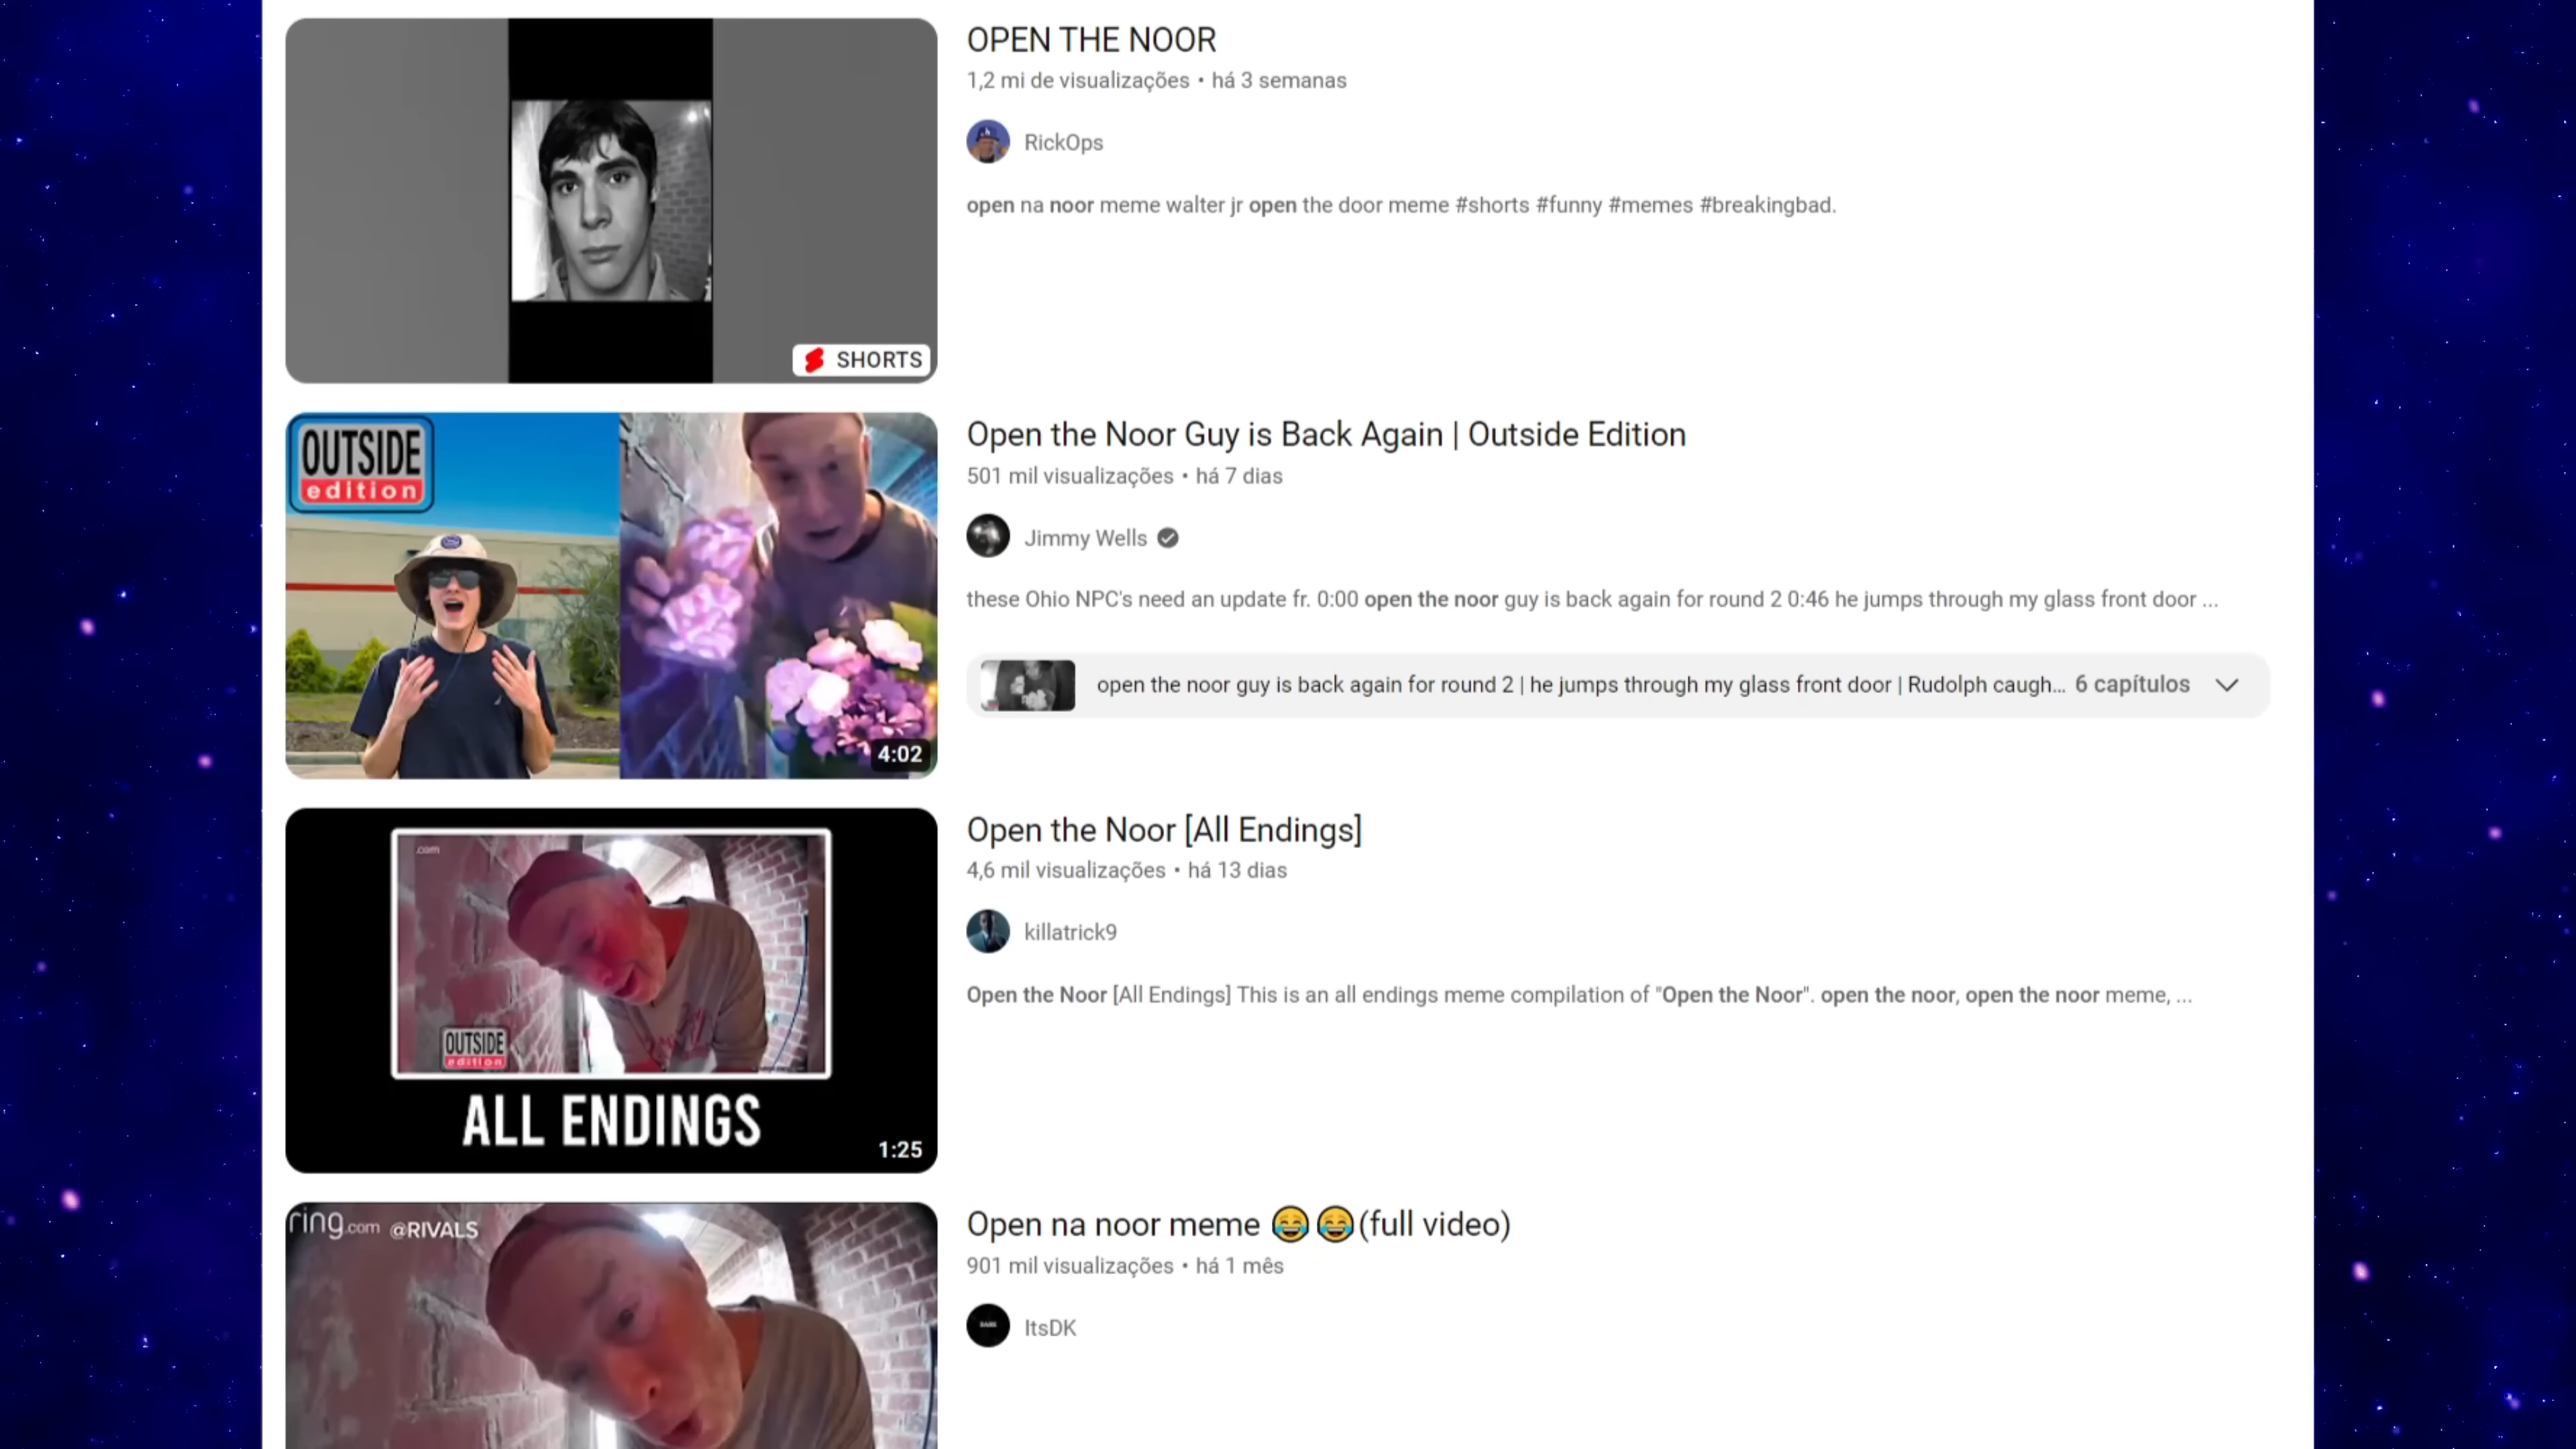 OPEN THE NOOR
1,2 mi de visualizações • há 3 semanas
RickOps
open na noor meme walter jr open the door meme #shorts #funny #memes #breakingbad.
SHORTS
OUTSIDE
edition
4:02
Open the Noor Guy is Back Again | Outside Edition
501 mil visualizações • há 7 dias
Jimmy Wells
these Ohio NPC's need an update fr. 0:00 open the noor guy is back again for round 2 0:46 he jumps through my glass front door ...
open the noor guy is back again for round 2 | he jumps through my glass front door | Rudolph caugh... 6 capítulos
.com
OUTSIDE
edition
ALL ENDINGS
1:25
Open the Noor [All Endings]
4,6 mil visualizações • há 13 dias
killatrick9
Open the Noor [All Endings] This is an all endings meme compilation of "Open the Noor". open the noor, open the noor meme, ...
ring.com @RIVALS
Open na noor meme 😂😂(full video)
901 mil visualizações • há 1 mês
ItsDK